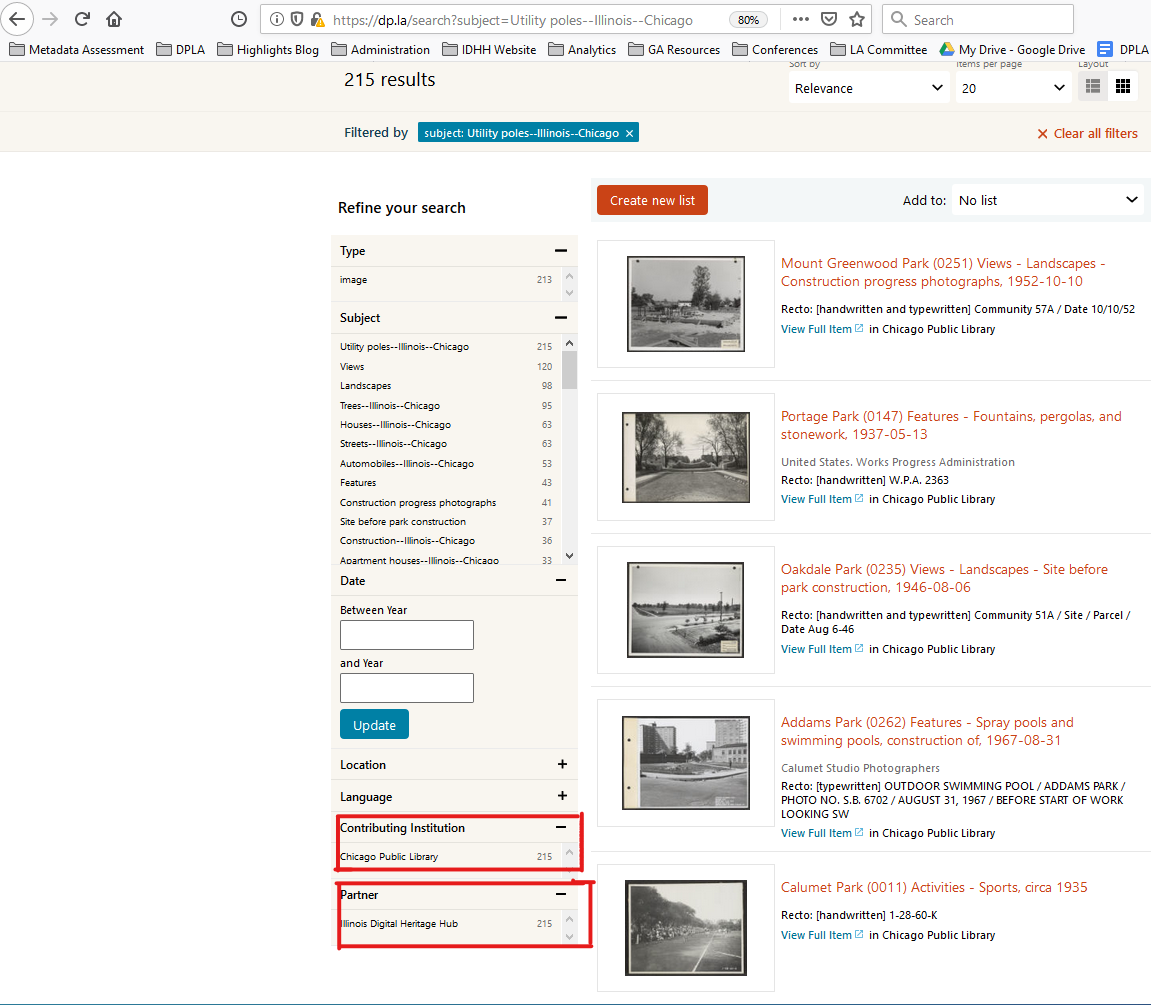 https://dp.la/search?subject=Utility poles--Illinois--Chicago
80%
Search
Metadata Assessment
DPLA
Highlights Blog
Administration
IDHH Website
Analytics
GA Resources
Conferences
LA Committee
My Drive - Google Drive
DPLA
215 results
Sort by
Items per page
Layout
Relevance
20
Filtered by
subject: Utility poles--Illinois--Chicago ×
× Clear all filters
Refine your search
Type
image 213
Subject
Utility poles--Illinois--Chicago 215
Views 120
Landscapes 98
Trees--Illinois--Chicago 95
Houses--Illinois--Chicago 63
Streets--Illinois--Chicago 63
Automobiles--Illinois--Chicago 53
Features 43
Construction progress photographs 41
Site before park construction 37
Construction--Illinois--Chicago 36
Apartment houses--Illinois--Chicago 33
Date
Between Year
and Year
Update
Location +
Language +
Contributing Institution
Chicago Public Library 215
Partner
Illinois Digital Heritage Hub 215
Create new list
Add to: No list
Mount Greenwood Park (0251) Views - Landscapes -
Construction progress photographs, 1952-10-10
Recto: [handwritten and typewritten] Community 57A / Date 10/10/52
View Full Item in Chicago Public Library
Portage Park (0147) Features - Fountains, pergolas, and
stonework, 1937-05-13
United States. Works Progress Administration
Recto: [handwritten] W.P.A. 2363
View Full Item in Chicago Public Library
Oakdale Park (0235) Views - Landscapes - Site before
park construction, 1946-08-06
Recto: [handwritten and typewritten] Community 51A / Site / Parcel /
Date Aug 6-46
View Full Item in Chicago Public Library
Addams Park (0262) Features - Spray pools and
swimming pools, construction of, 1967-08-31
Calumet Studio Photographers
Recto: [typewritten] OUTDOOR SWIMMING POOL / ADDAMS PARK /
PHOTO NO. S.B. 6702 / AUGUST 31, 1967 / BEFORE START OF WORK
LOOKING SW
View Full Item in Chicago Public Library
Calumet Park (0011) Activities - Sports, circa 1935
Recto: [handwritten] 1-28-60-K
View Full Item in Chicago Public Library